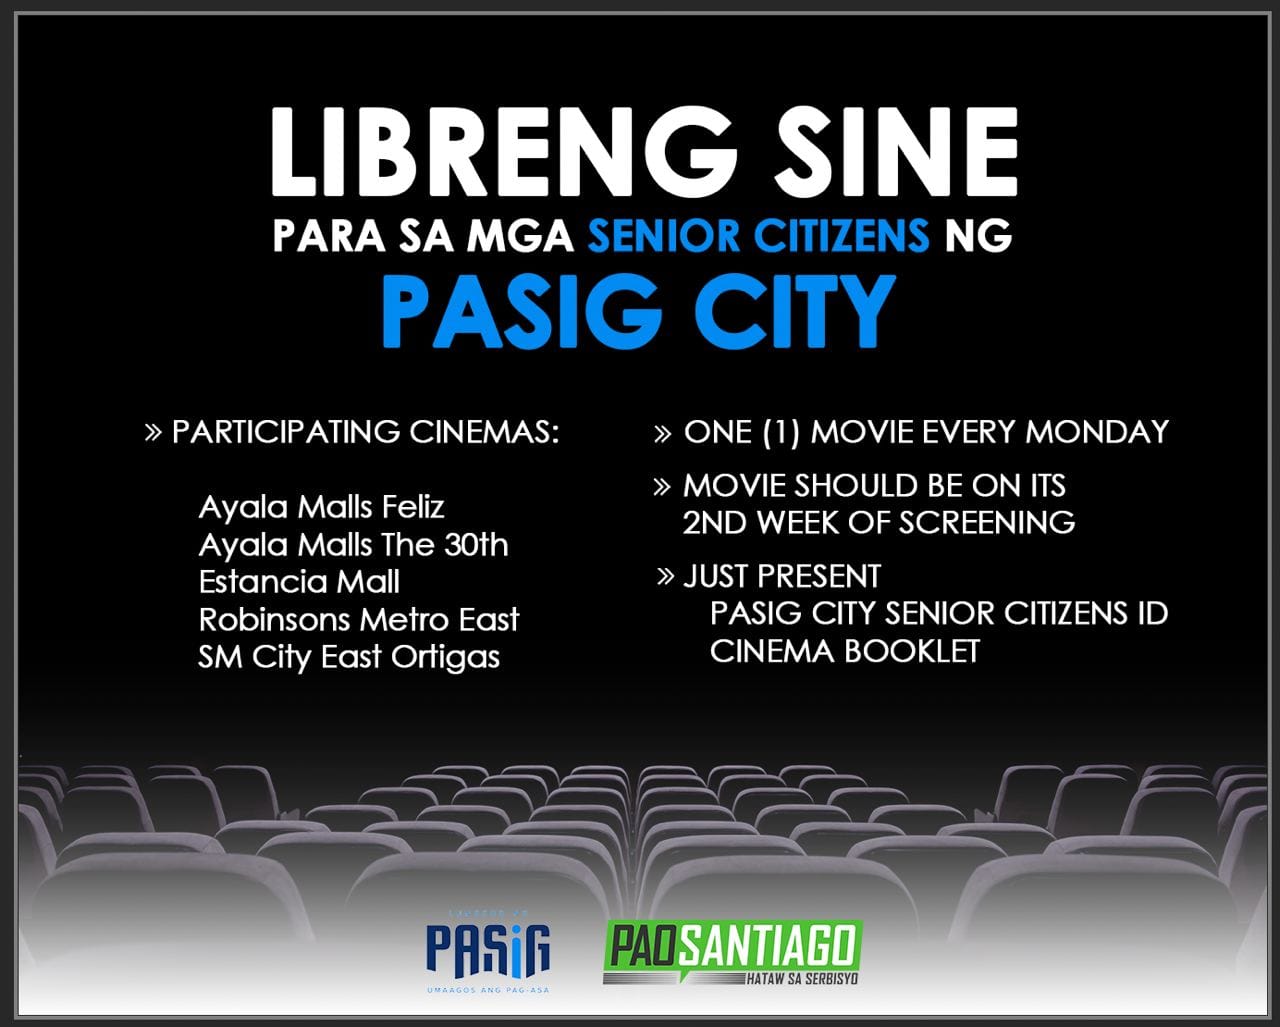 LIBRENG SINE
PARA SA MGA SENIOR CITIZENS NG
PASIG CITY
» PARTICIPATING CINEMAS:
Ayala Malls Feliz
Ayala Malls The 30th
Estancia Mall
Robinsons Metro East
SM City East Ortigas
» ONE (1) MOVIE EVERY MONDAY
» MOVIE SHOULD BE ON ITS
2ND WEEK OF SCREENING
» JUST PRESENT
PASIG CITY SENIOR CITIZENS ID
CINEMA BOOKLET
PASiG
UMAAGOS ANG PAG-ASA
PAOSANTIAGO
HATAW SA SERBISYO